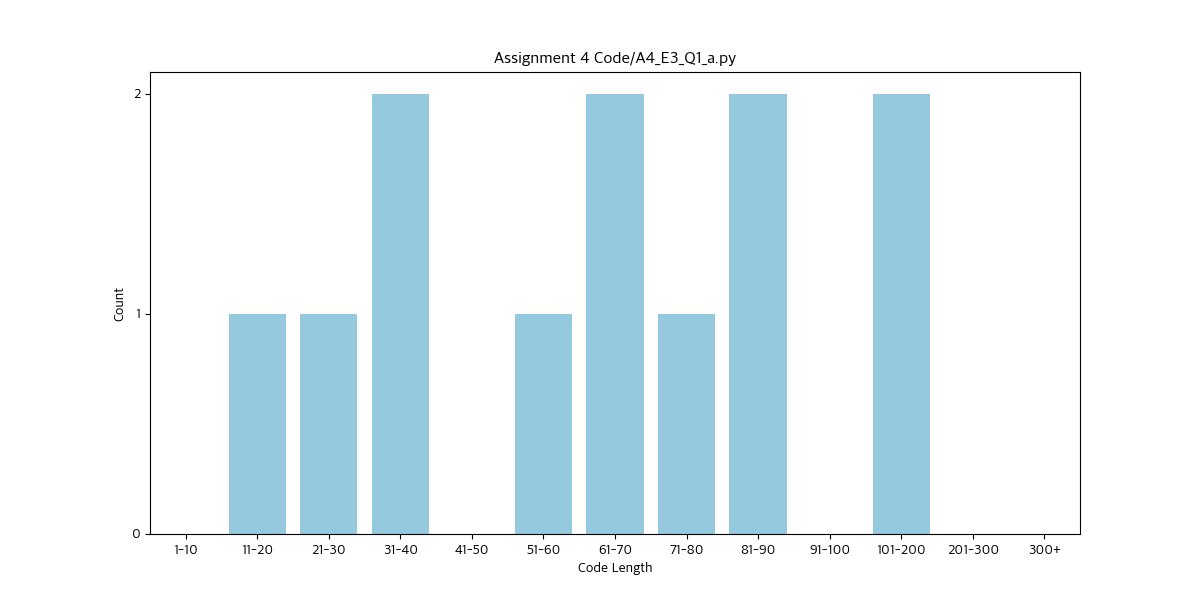 Assignment 4 Code/A4_E3_Q1_a.py
2
1
0
Count
1-10 11-20 21-30 31-40 41-50 51-60 61-70 71-80 81-90 91-100 101-200 201-300 300+
Code Length